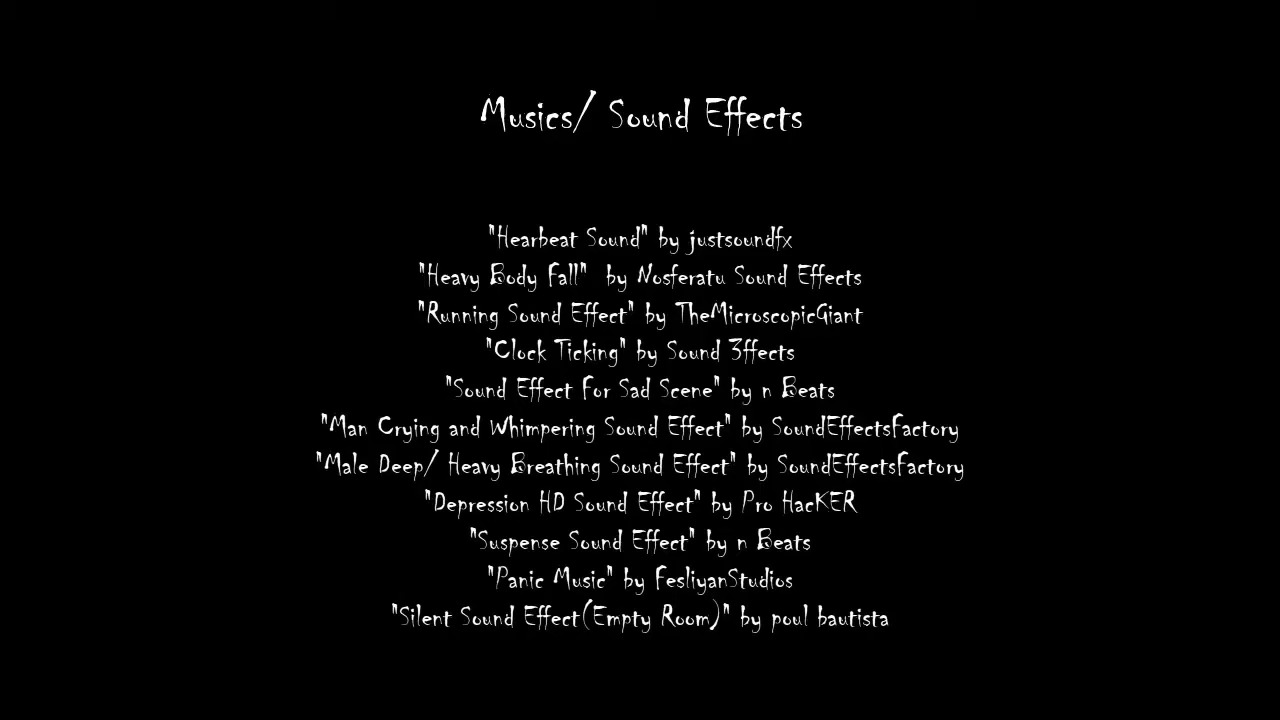 Musics/ Sound Effects
"Hearbeat Sound" by justsoundfx
"Heavy Body Fall"  by Nosferatu Sound Effects
"Running Sound Effect" by TheMicroscopicGiant
"Clock Ticking" by Sound 3ffects
"Sound Effect For Sad Scene" by n Beats
"Man Crying and Whimpering Sound Effect" by SoundEffectsFactory
"Male Deep/ Heavy Breathing Sound Effect" by SoundEffectsFactory
"Depression HD Sound Effect" by Pro HacKER
"Suspense Sound Effect" by n Beats
"Panic Music" by FesliyanStudios
"Silent Sound Effect(Empty Room)" by poul bautista